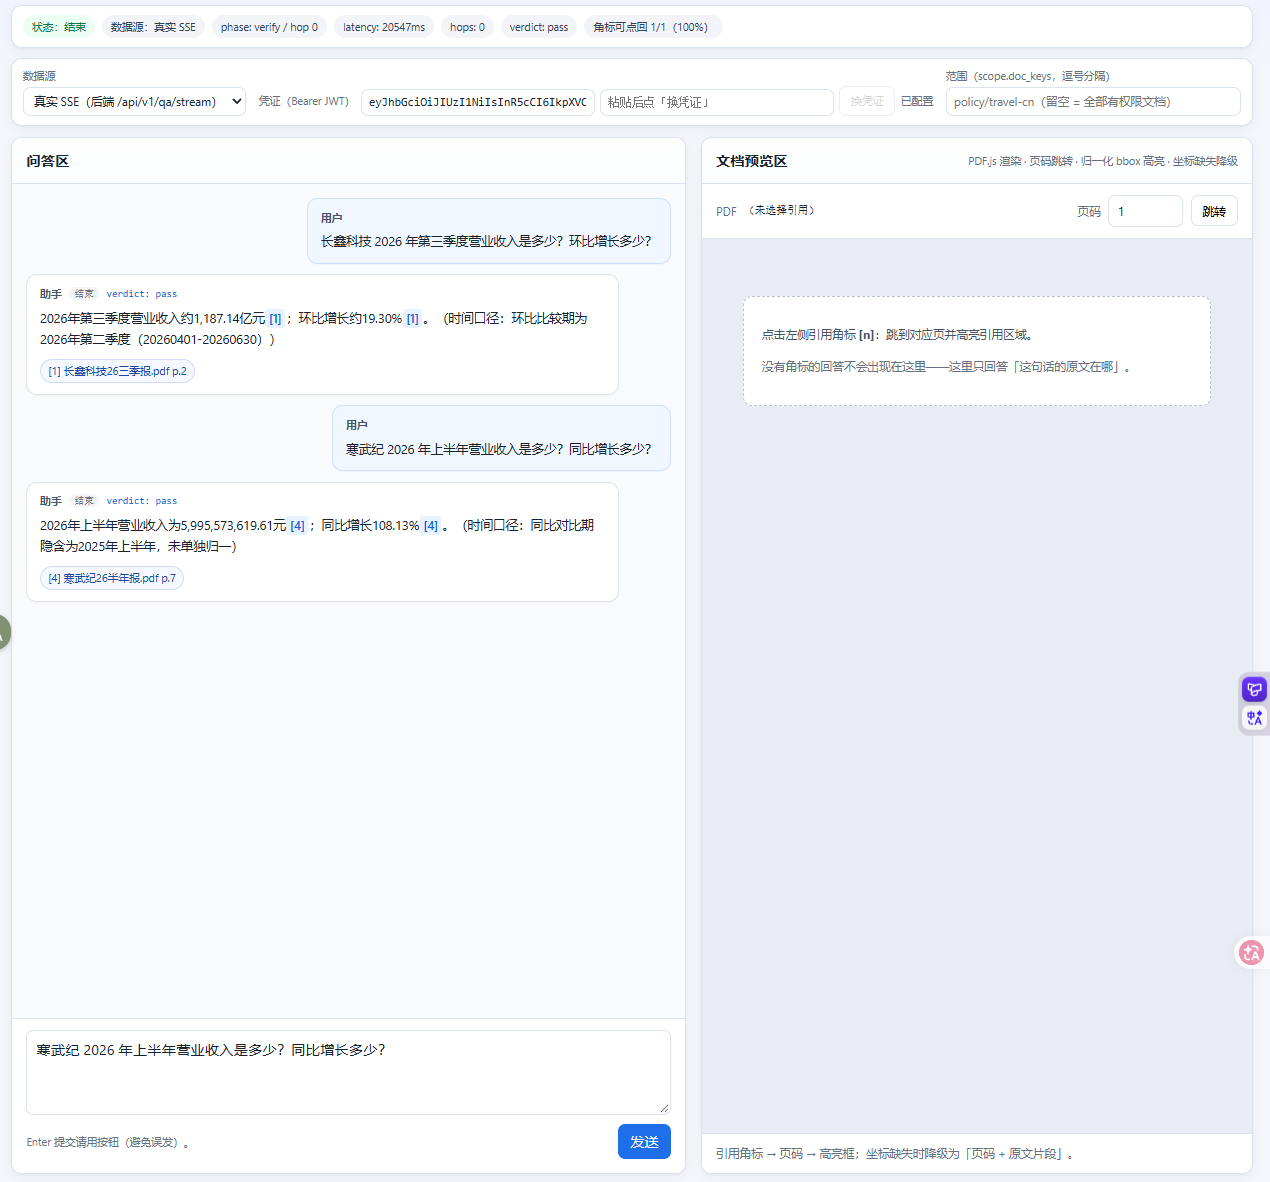 状态：结束 数据源：真实 SSE phase: verify / hop 0 latency: 20547ms hops: 0 verdict: pass 角标可点回 1/1（100%）
数据源 范围（scope.doc_keys，逗号分隔）
真实 SSE（后端 /api/v1/qa/stream） 凭证（Bearer JWT） eyJhbGciOiJIUzI1NiIsInR5cCI6IkpXVC 粘贴后点「换凭证」 换凭证 已配置 policy/travel-cn（留空 = 全部有权限文档）
问答区
用户
长鑫科技 2026 年第三季度营业收入是多少？环比增长多少？
助手 结束 verdict: pass
2026年第三季度营业收入约1,187.14亿元 [1] ；环比增长约19.30% [1] 。（时间口径：环比比较期为
2026年第二季度（20260401-20260630））
[1] 长鑫科技26三季报.pdf p.2
用户
寒武纪 2026 年上半年营业收入是多少？同比增长多少？
助手 结束 verdict: pass
2026年上半年营业收入为5,995,573,619.61元 [4] ；同比增长108.13% [4] 。（时间口径：同比对比期
隐含为2025年上半年，未单独归一）
[4] 寒武纪26半年报.pdf p.7
寒武纪 2026 年上半年营业收入是多少？同比增长多少？
Enter 提交请用按钮（避免误发）。
发送
文档预览区 PDF.js 渲染 · 页码跳转 · 归一化 bbox 高亮 · 坐标缺失降级
PDF （未选择引用） 页码 1 跳转
点击左侧引用角标 [n]：跳到对应页并高亮引用区域。
没有角标的回答不会出现在这里——这里只回答「这句话的原文在哪」。
引用角标 → 页码 → 高亮框；坐标缺失时降级为「页码 + 原文片段」。